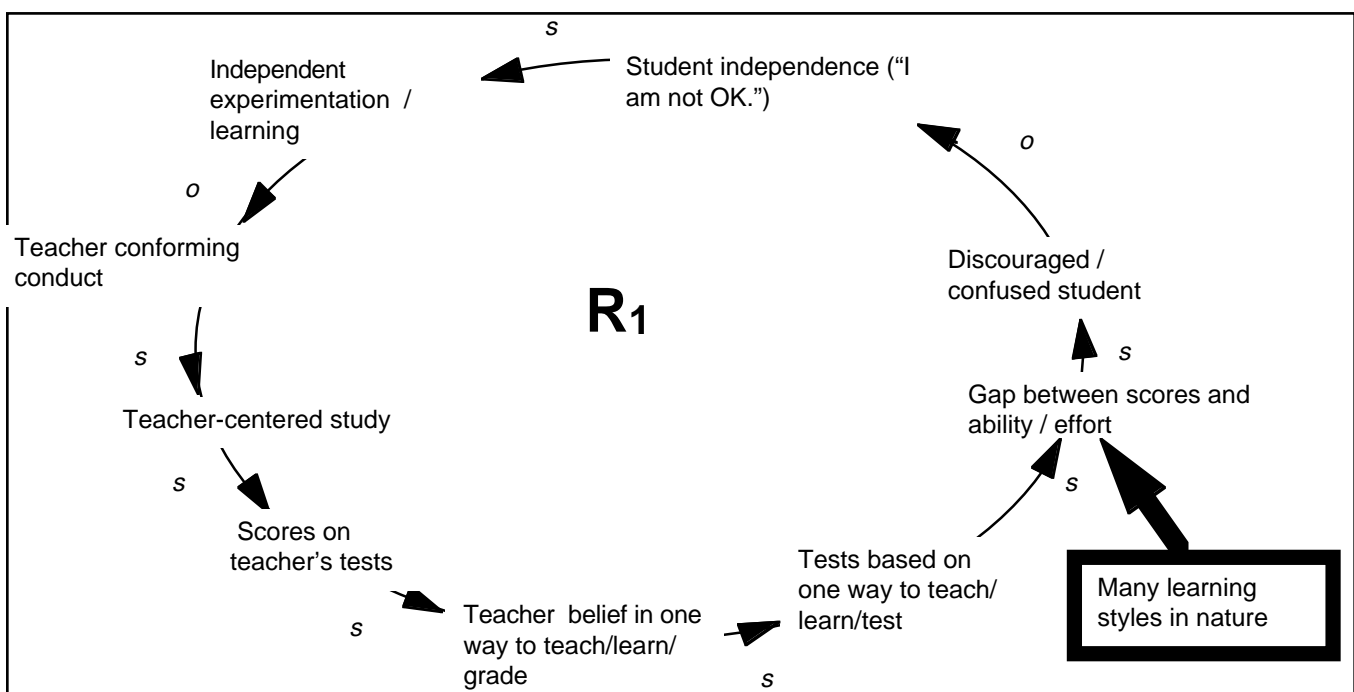 s
Independent
experimentation /
learning
Student independence (“I
am not OK.”)
o
o
Teacher conforming
conduct
Discouraged /
confused student
R1
s
s
Gap between scores and
ability / effort
Teacher-centered study
s
s
Scores on
teacher’s tests
Tests based on
one way to teach/
learn/test
Many learning
styles in nature
s
Teacher belief in one
way to teach/learn/
grade
s